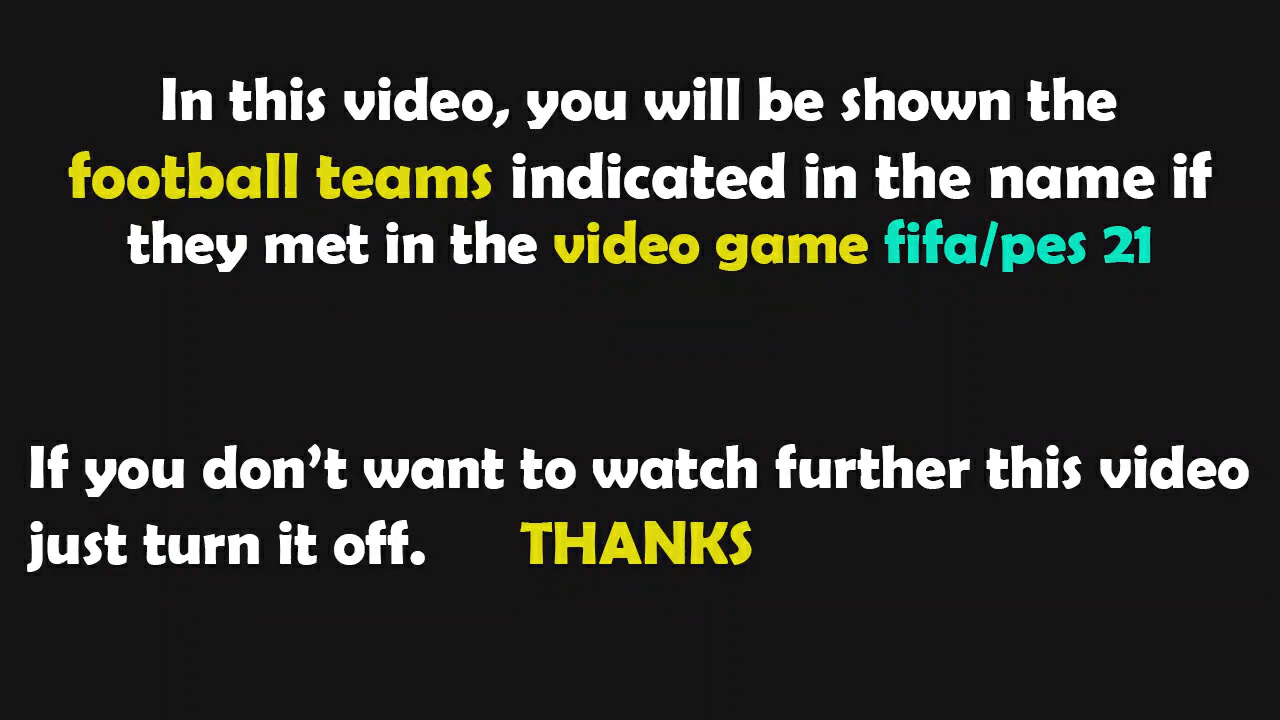 In this video, you will be shown the
football teams indicated in the name if
they met in the video game fifa/pes 21
If you don't want to watch further this video
just turn it off. THANKS